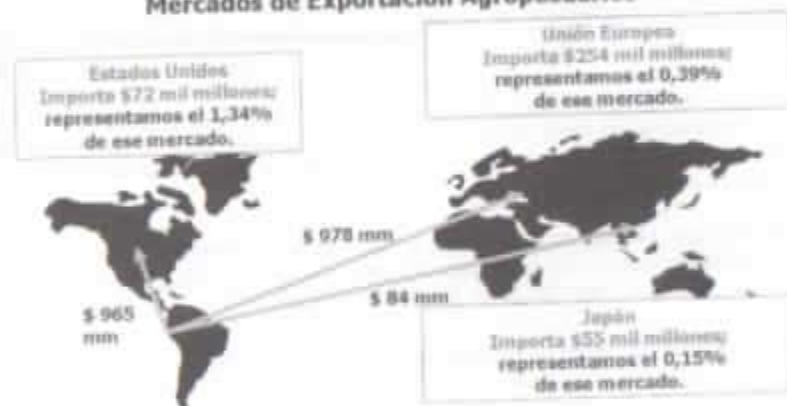 Mercados de Exportación Agropecuarios
Unión Europea
Importa $254 mil millones;
representamos el 0,39%
de ese mercado.
Estados Unidos
Importa $72 mil millones;
representamos el 1,34%
de ese mercado.
$ 978 mm
$ 84 mm
$ 965
mm
Japón
Importa $55 mil millones;
representamos el 0,15%
de ese mercado.